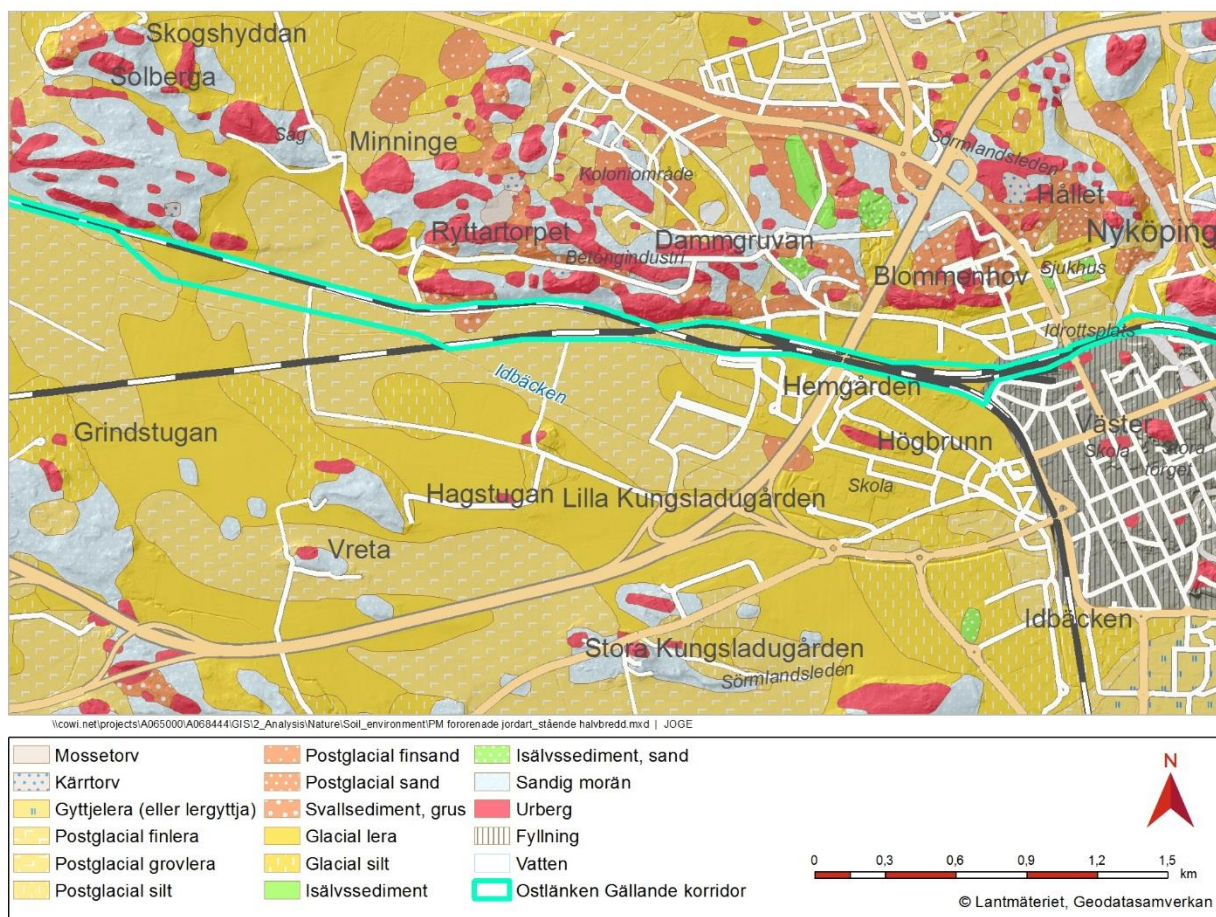 Skogshyddan
Solberga
Såg
Minninge
Sörmlandsleden
Koloniområde
Hållet
Ryttartorpet
Dammgruvan
Nyköping
Betongindustri
Blommenhov
Sjukhus
Idrottsplats
Idbäcken
Hemgården
Grindstugan
Högbrunn
Väster
Skola
Stora
torget
Hagstugan
Lilla Kungsladugården
Skola
Vreta
Idbäcken
Stora Kungsladugården
Sörmlandsleden
\\cowi.net\projects\A065000\A068444\GIS\2_Analysis\Nature\Soil_environment\PM fororenade jordart_stående halvbredd.mxd | JOGE
Mossetorv
Kärrtorv
Gyttjelera (eller lergyttja)
Postglacial finlera
Postglacial grovlera
Postglacial silt
Postglacial finsand
Postglacial sand
Svallsediment, grus
Glacial lera
Glacial silt
Isälvssediment
Isälvssediment, sand
Sandig morän
Urberg
Fyllning
Vatten
Ostlänken Gällande korridor
N
0 0,3 0,6 0,9 1,2 1,5
km
© Lantmäteriet, Geodatasamverkan